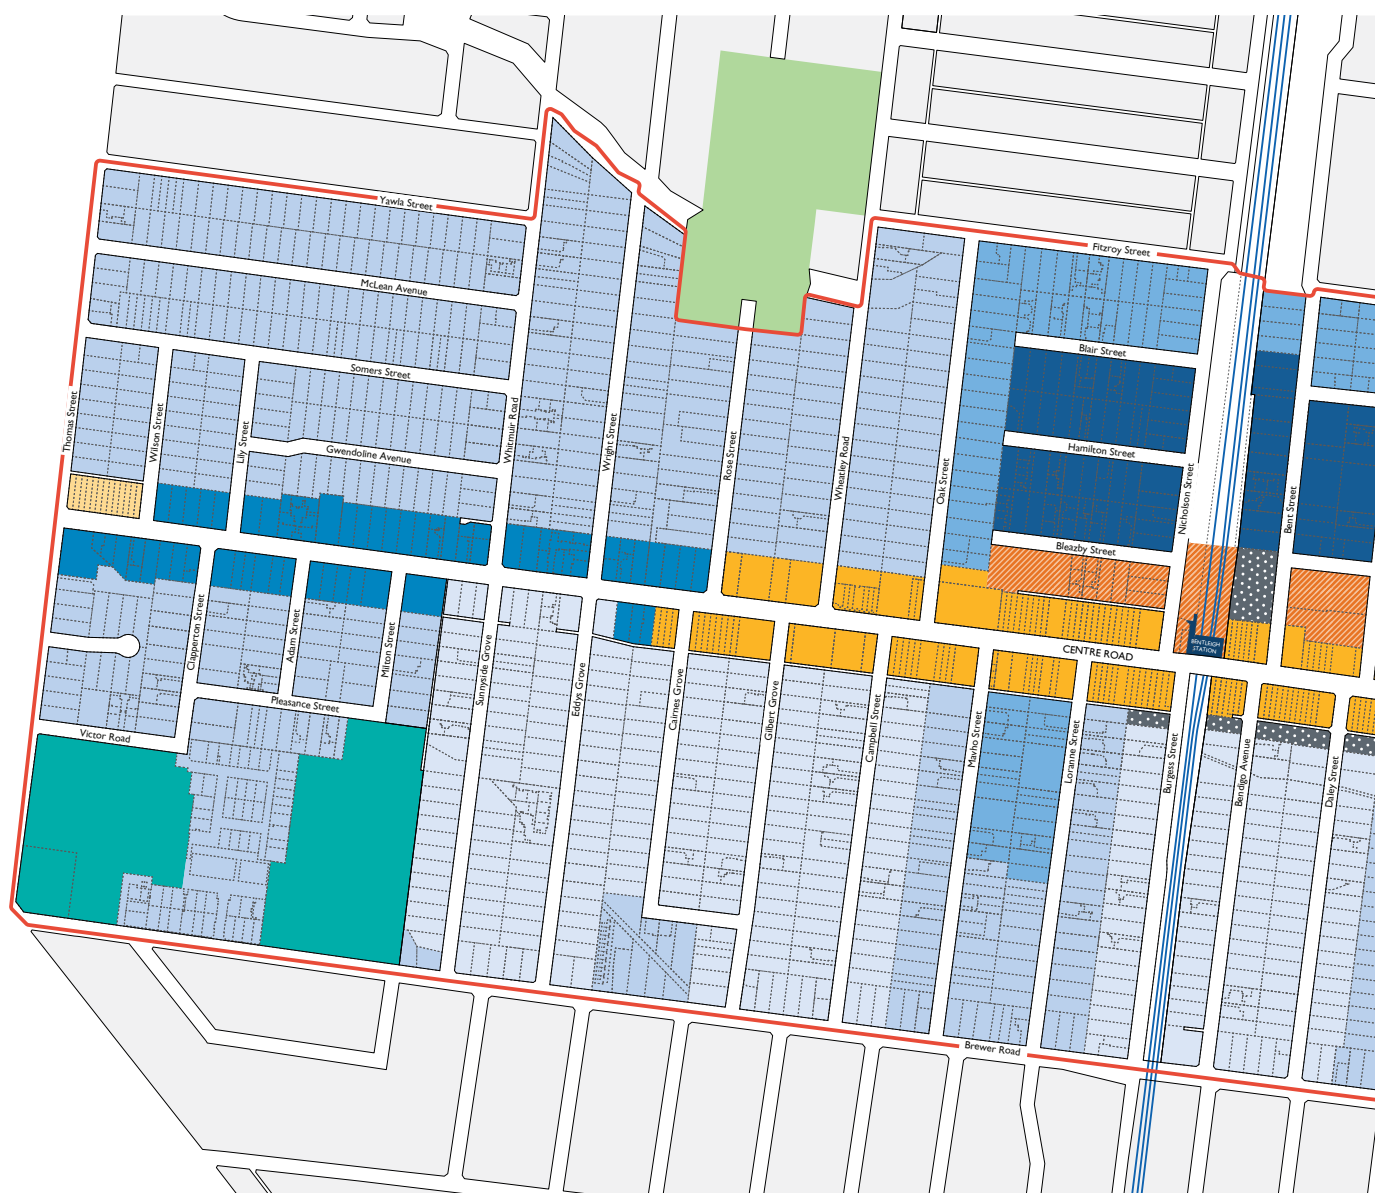 Yawla Street
Fitzroy Street
McLean Avenue
Blair Street
Somers Street
Thomas Street
Wilson Street
Lily Street
Gwendoline Avenue
Whitmuir Road
Wright Street
Rose Street
Wheatley Road
Oak Street
Hamilton Street
Nicholson Street
Bent Street
Bleazby Street
Clapperton Street
Adam Street
Milton Street
Sunnyside Grove
Eddys Grove
Cairnes Grove
Gilbert Grove
Campbell Street
Mavho Street
Loranne Street
Burgess Street
Bendigo Avenue
Daley Street
CENTRE ROAD
BENTLEIGH
STATION
Pleasance Street
Victor Road
Brewer Road